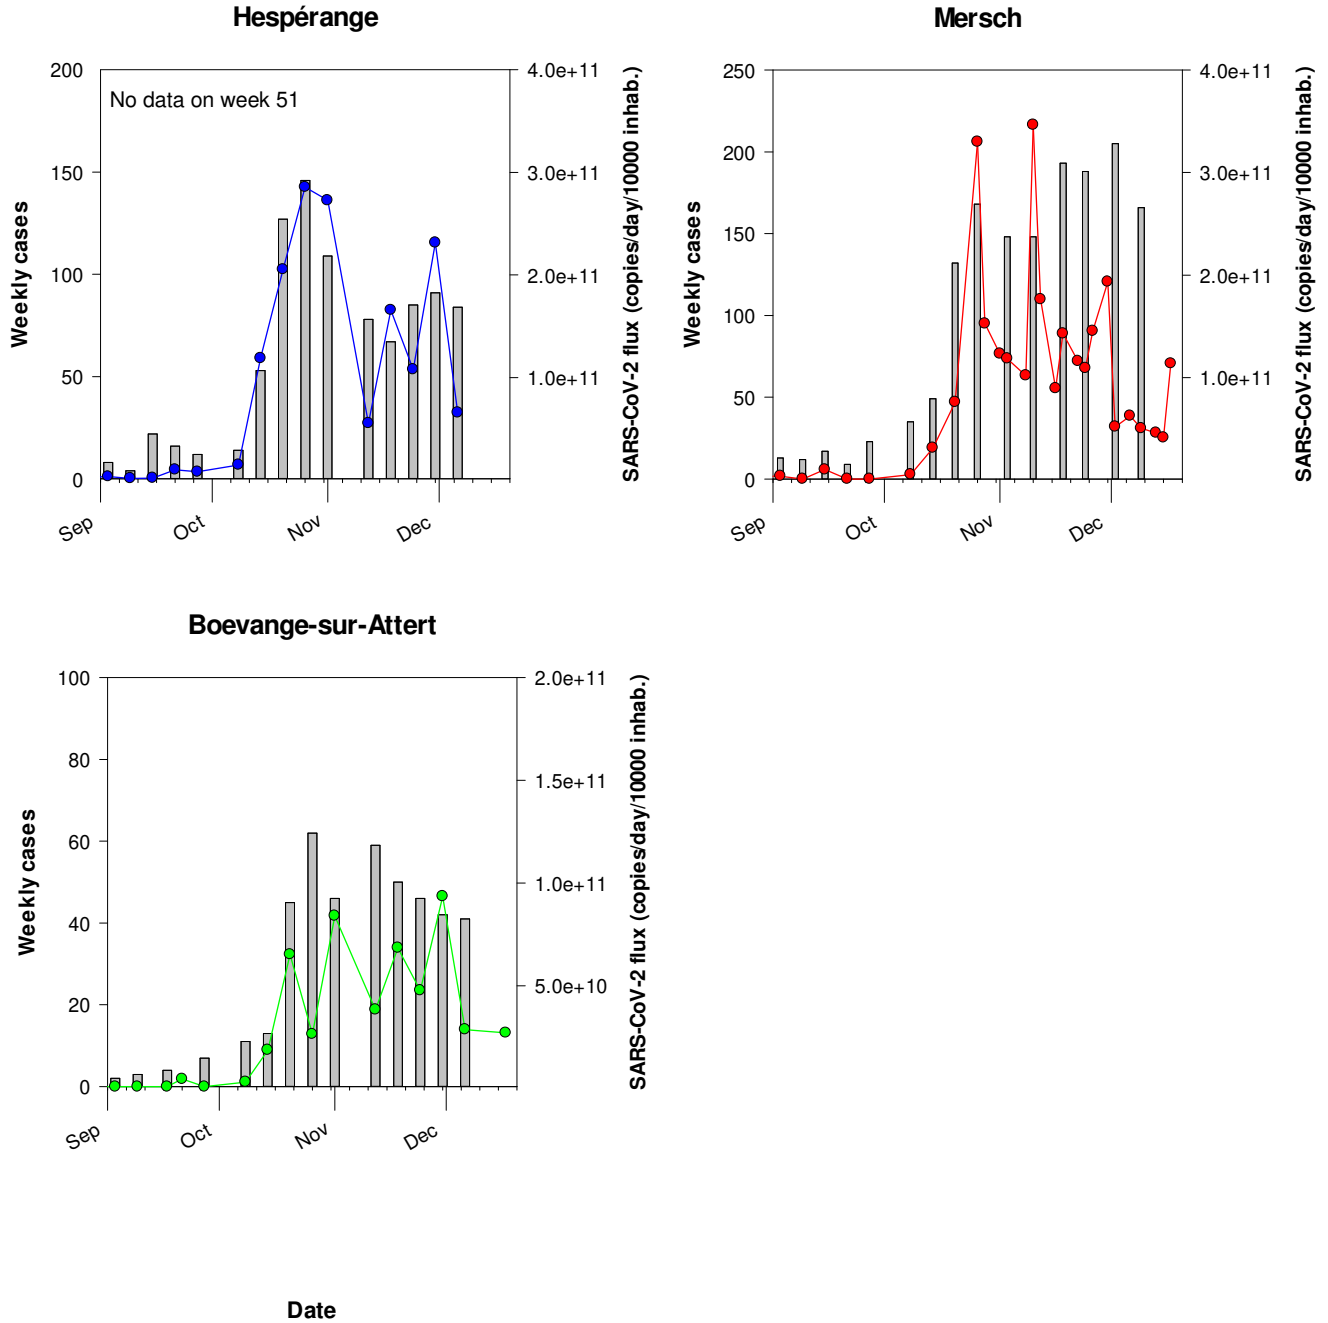 Hespérange
No data on week 51
Weekly cases
200
150
100
50
0
4.0e+11
3.0e+11
2.0e+11
1.0e+11
SARS-CoV-2 flux (copies/day/10000 inhab.)
Sep
Oct
Nov
Dec
Mersch
Weekly cases
250
200
150
100
50
0
4.0e+11
3.0e+11
2.0e+11
1.0e+11
SARS-CoV-2 flux (copies/day/10000 inhab.)
Sep
Oct
Nov
Dec
Boevange-sur-Attert
Weekly cases
100
80
60
40
20
0
2.0e+11
1.5e+11
1.0e+11
5.0e+10
SARS-CoV-2 flux (copies/day/10000 inhab.)
Sep
Oct
Nov
Dec
Date